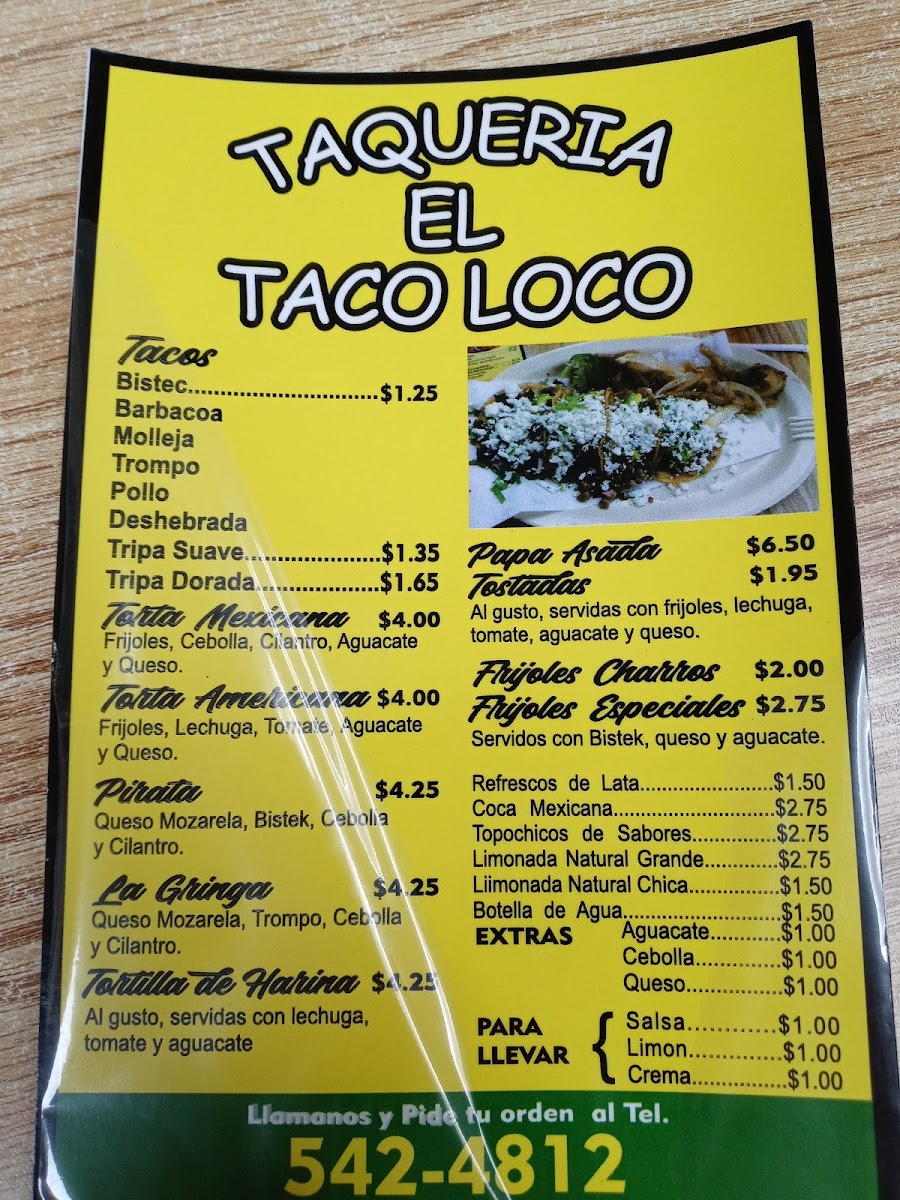 TAQUERIA
EL
TACO LOCO
Tacos
Bistec..............................$1.25
Barbacoa
Molleja
Trompo
Pollo
Deshebrada
Tripa Suave....................$1.35
Tripa Dorada..................$1.65
Torta Mexicana $4.00
Frijoles, Cebolla, Cilantro, Aguacate
y Queso.
Torta Americana $4.00
Frijoles, Lechuga, Tomate, Aguacate
y Queso.
Pirata $4.25
Queso Mozarela, Bistek, Cebolla
y Cilantro.
La Gringa $4.25
Queso Mozarela, Trompo, Cebolla
y Cilantro.
Tortilla de Harina $4.25
Al gusto, servidas con lechuga,
tomate y aguacate
Papa Asada $6.50
Tostadas $1.95
Al gusto, servidas con frijoles, lechuga,
tomate, aguacate y queso.
Frijoles Charros $2.00
Frijoles Especiales $2.75
Servidos con Bistek, queso y aguacate.
Refrescos de Lata....................$1.50
Coca Mexicana........................$2.75
Topochicos de Sabores.............$2.75
Limonada Natural Grande...........$2.75
Liimonada Natural Chica.............$1.50
Botella de Agua.......................$1.50
EXTRAS Aguacate...........$1.00
Cebolla..............$1.00
Queso...............$1.00
PARA LLEVAR { Salsa............$1.00
Limon..............$1.00
Crema...............$1.00
Llamanos y Pide tu orden al Tel.
542-4812